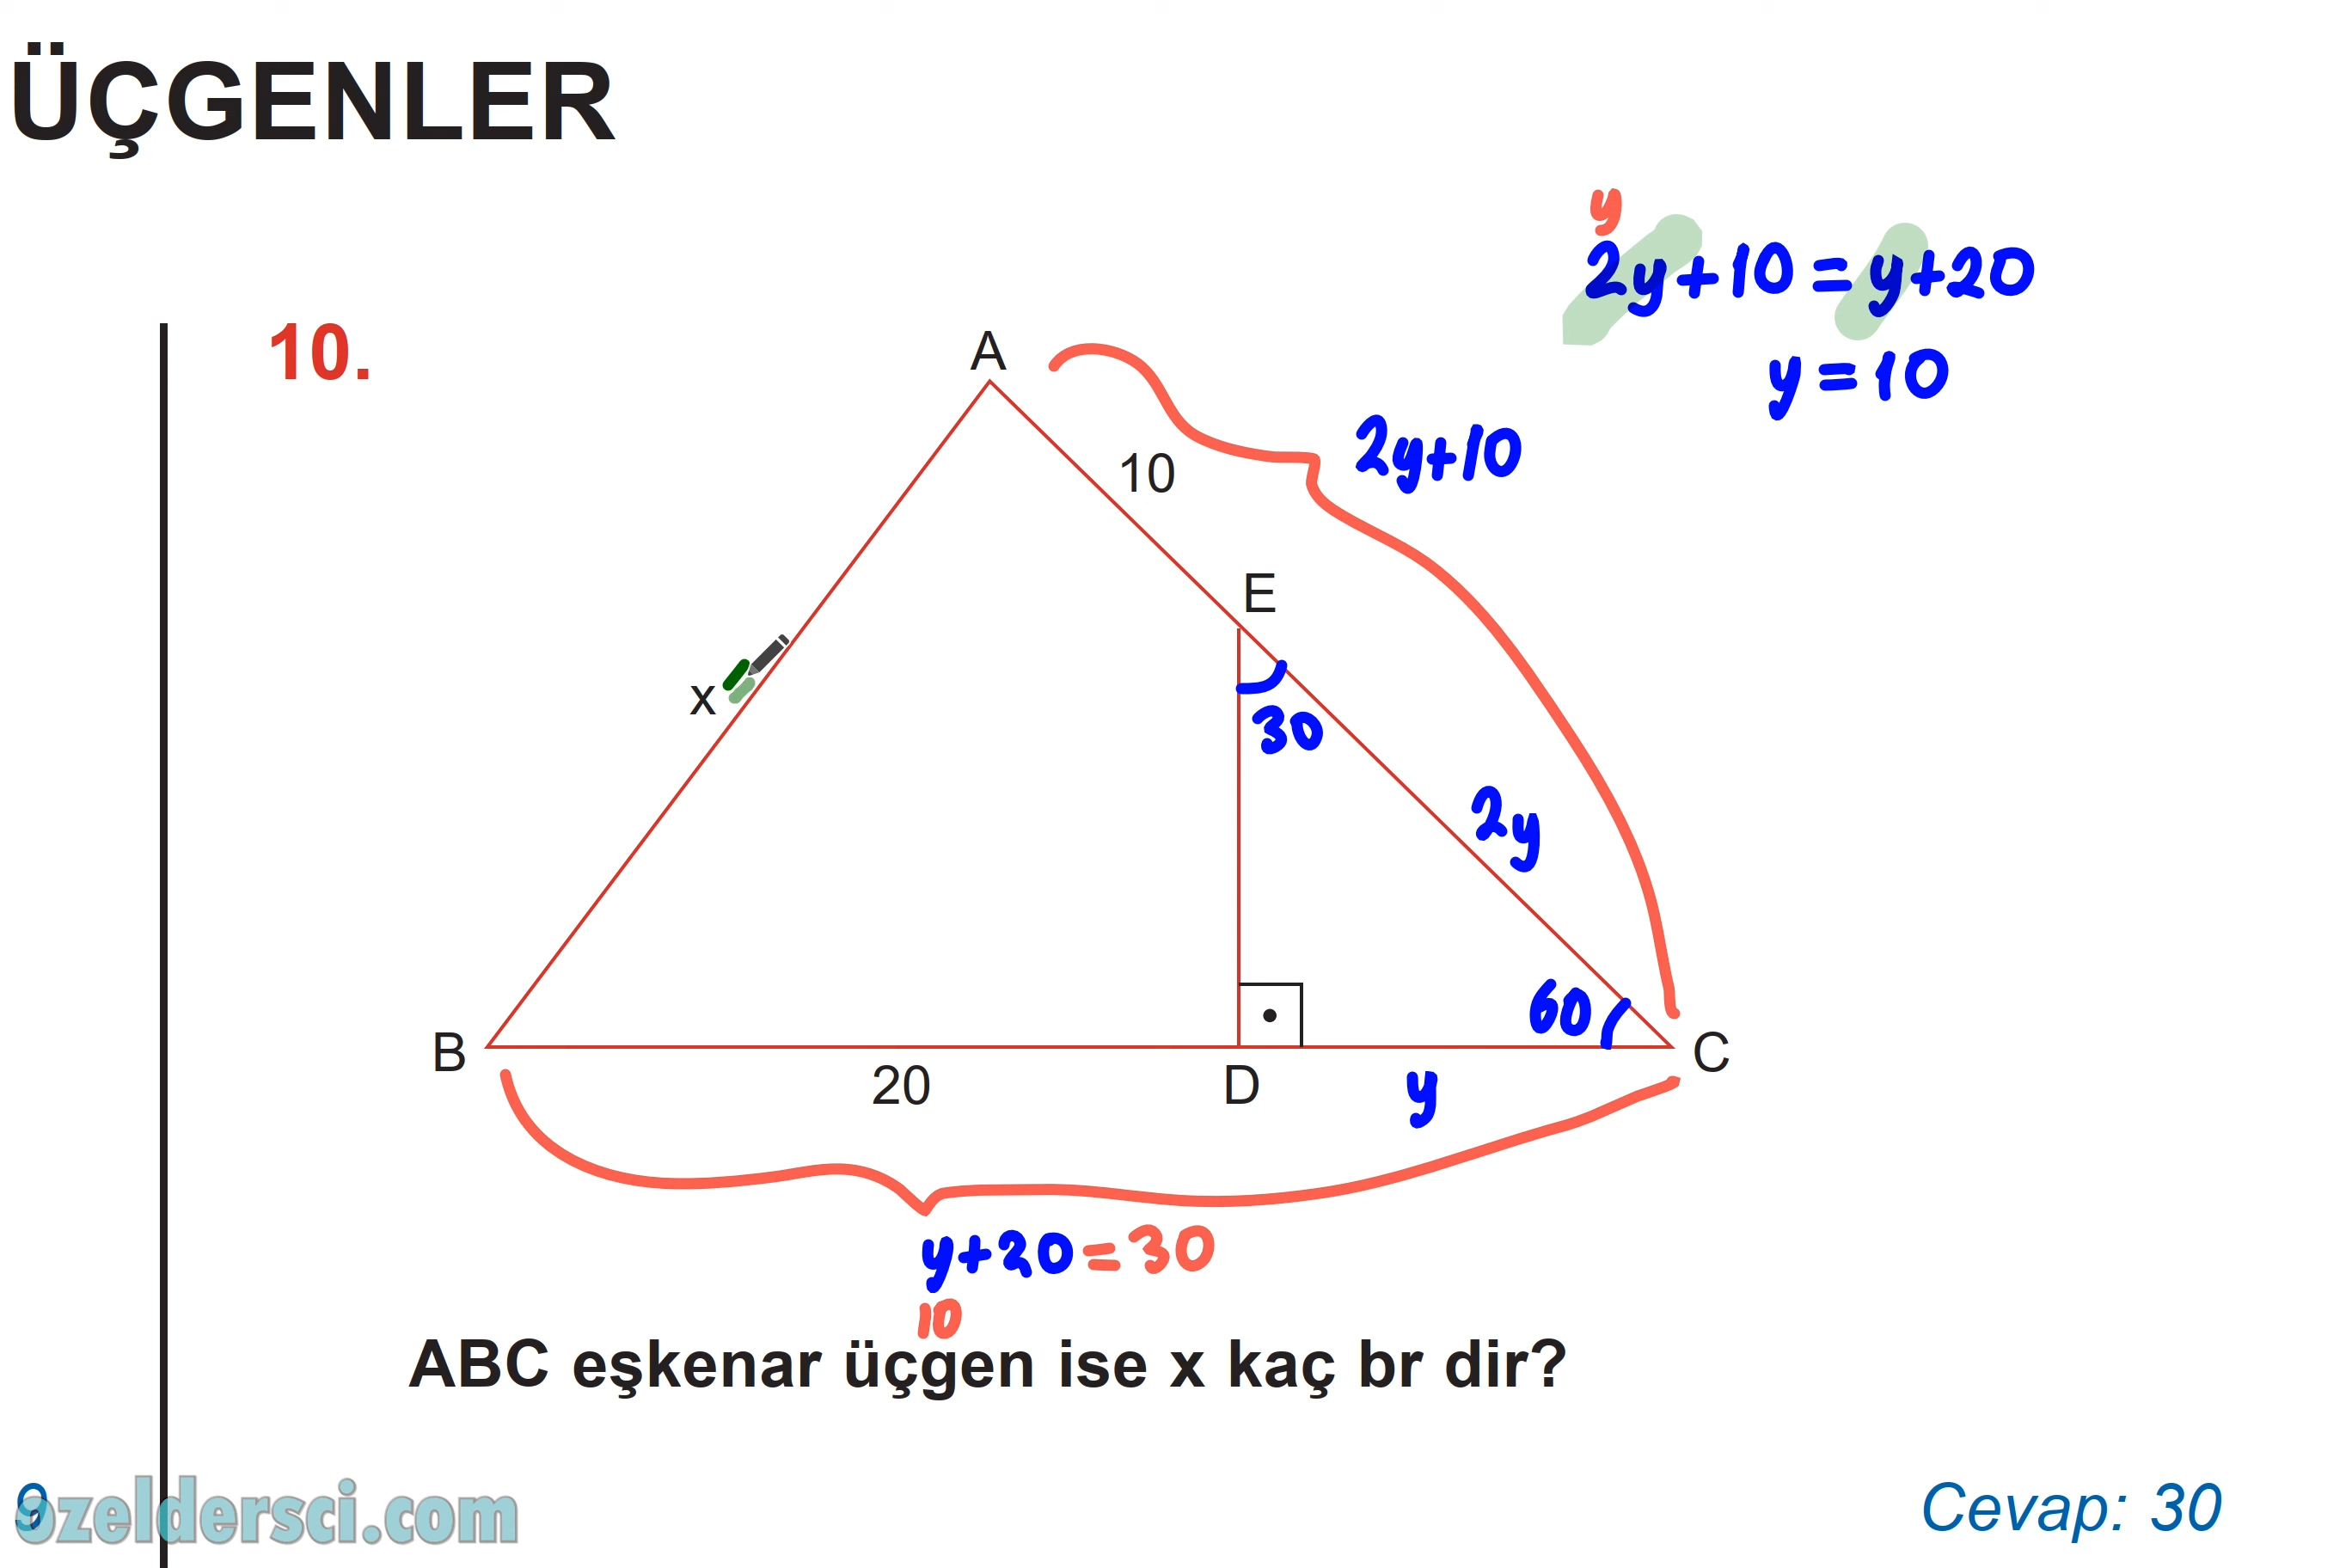 ÜÇGENLER
y
2y+10=y+20
y=10
10.
A
2y+10
10
E
x
30
2y
60
B
C
20
D
y
y+20=30
10
ABC eşkenar üçgen ise x kaç br dir?
9
özeldersci.com
Cevap: 30